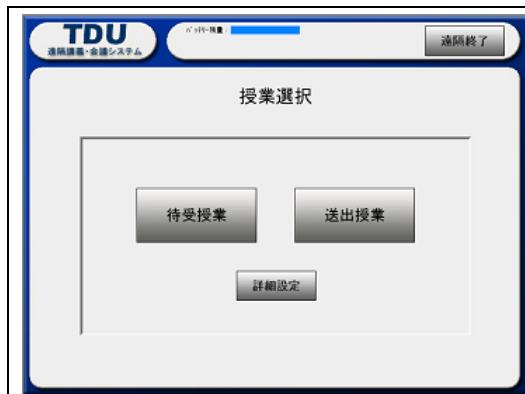 TDU
遠隔講義・会議システム
バッテリー残量:
遠隔終了
授業選択
待受授業
送出授業
詳細設定